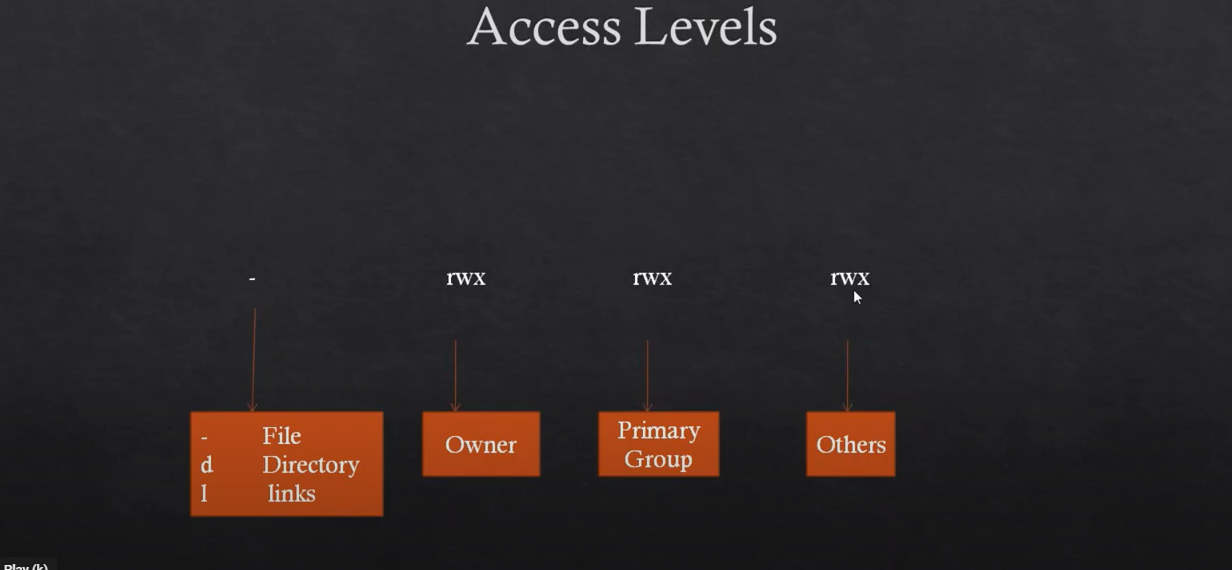 Access Levels
- rwx rwx rwx
- File
d Directory
l links
Owner
Primary
Group
Others
Play (k)